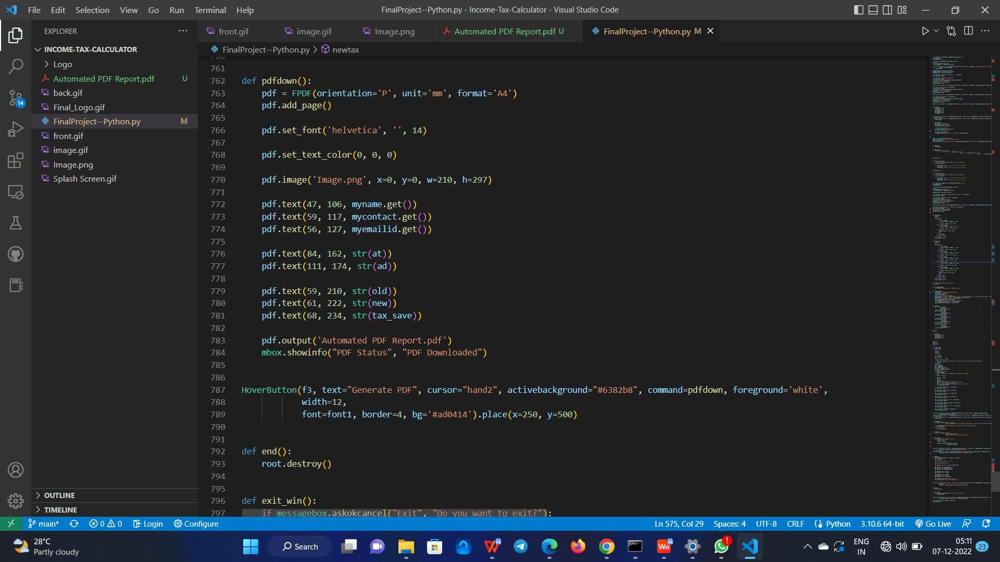 File Edit Selection View Go Run Terminal Help
FinalProject--Python.py - Income-Tax-Calculator - Visual Studio Code
EXPLORER
front.gif
image.gif
Image.png
Automated PDF Report.pdf U
FinalProject--Python.py M
INCOME-TAX-CALCULATOR
Logo
Automated PDF Report.pdf U
back.gif
Final_Logo.gif
FinalProject--Python.py M
front.gif
image.gif
Image.png
Splash Screen.gif
14
OUTLINE
TIMELINE
FinalProject--Python.py > newtax
761
762 def pdfdown():
763 pdf = FPDF(orientation='P', unit='mm', format='A4')
764 pdf.add_page()
765
766 pdf.set_font('helvetica', '', 14)
767
768 pdf.set_text_color(0, 0, 0)
769
770 pdf.image('Image.png', x=0, y=0, w=210, h=297)
771
772 pdf.text(47, 106, myname.get())
773 pdf.text(59, 117, mycontact.get())
774 pdf.text(56, 127, myemailid.get())
775
776 pdf.text(84, 162, str(at))
777 pdf.text(111, 174, str(ad))
778
779 pdf.text(59, 210, str(old))
780 pdf.text(61, 222, str(new))
781 pdf.text(68, 234, str(tax_save))
782
783 pdf.output('Automated PDF Report.pdf')
784 mbox.showinfo("PDF Status", "PDF Downloaded")
785
786
787 HoverButton(f3, text="Generate PDF", cursor="hand2", activebackground="#6382b8", command=pdfdown, foreground='white',
788 width=12,
789 font=font1, border=4, bg='#ad0414').place(x=250, y=500)
790
791
792 def end():
793 root.destroy()
794
795
796 def exit_win():
797 if messagebox.askokcancel("Exit", "Do you want to exit?"):
main* 0 0 Login Configure
Ln 575, Col 29 Spaces: 4 UTF-8 CRLF Python 3.10.6 64-bit Go Live
28°C
Partly cloudy
Search
ENG
IN
05:11
07-12-2022
23